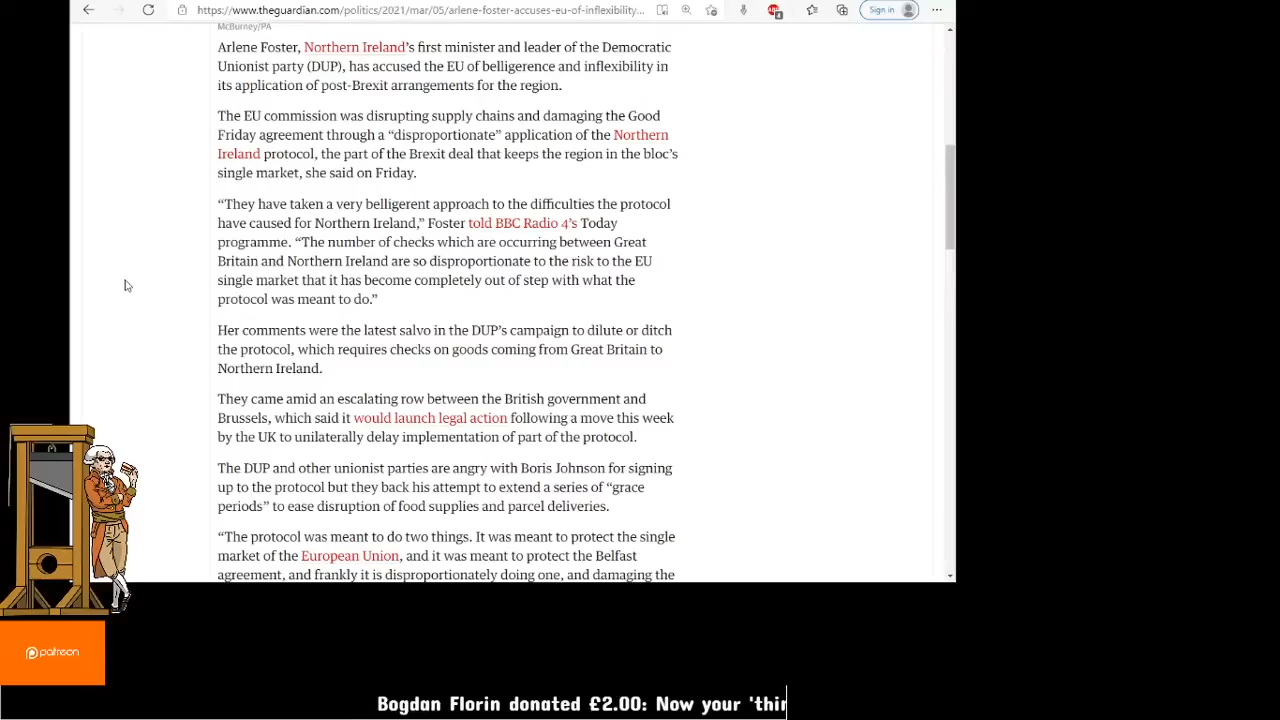 https://www.theguardian.com/politics/2021/mar/05/arlene-foster-accuses-eu-of-inflexibility...
Sign in
McBurney/PA
Arlene Foster, Northern Ireland's first minister and leader of the Democratic
Unionist party (DUP), has accused the EU of belligerence and inflexibility in
its application of post-Brexit arrangements for the region.
The EU commission was disrupting supply chains and damaging the Good
Friday agreement through a “disproportionate” application of the Northern
Ireland protocol, the part of the Brexit deal that keeps the region in the bloc's
single market, she said on Friday.
“They have taken a very belligerent approach to the difficulties the protocol
have caused for Northern Ireland,” Foster told BBC Radio 4's Today
programme. “The number of checks which are occurring between Great
Britain and Northern Ireland are so disproportionate to the risk to the EU
single market that it has become completely out of step with what the
protocol was meant to do.”
Her comments were the latest salvo in the DUP's campaign to dilute or ditch
the protocol, which requires checks on goods coming from Great Britain to
Northern Ireland.
They came amid an escalating row between the British government and
Brussels, which said it would launch legal action following a move this week
by the UK to unilaterally delay implementation of part of the protocol.
The DUP and other unionist parties are angry with Boris Johnson for signing
up to the protocol but they back his attempt to extend a series of “grace
periods” to ease disruption of food supplies and parcel deliveries.
“The protocol was meant to do two things. It was meant to protect the single
market of the European Union, and it was meant to protect the Belfast
agreement, and frankly it is disproportionately doing one, and damaging the
patreon
Bogdan Florin donated £2.00: Now your 'thir